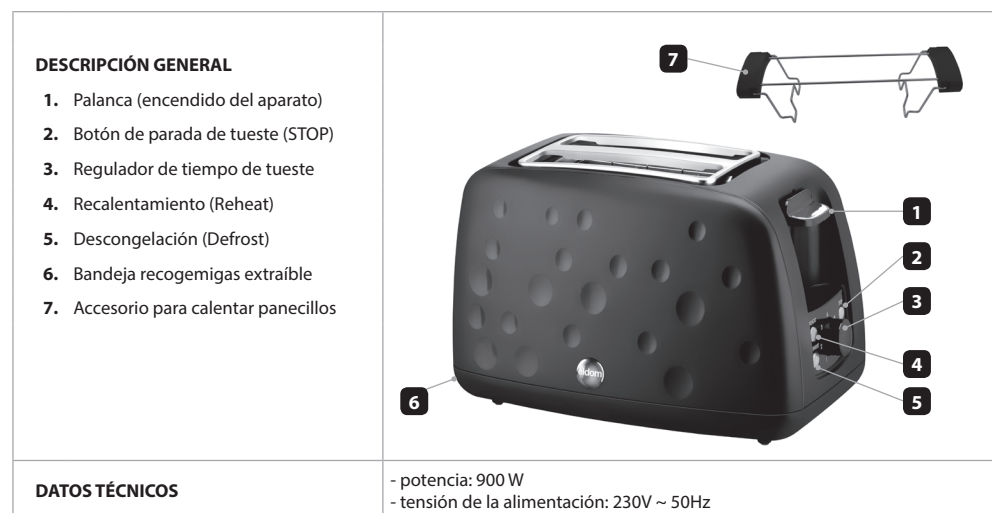 DESCRIPCIÓN GENERAL
1. Palanca (encendido del aparato)
2. Botón de parada de tueste (STOP)
3. Regulador de tiempo de tueste
4. Recalentamiento (Reheat)
5. Descongelación (Defrost)
6. Bandeja recogemigas extraíble
7. Accesorio para calentar panecillos
7
1
2
3
4
5
6
eldom
DATOS TÉCNICOS
- potencia: 900 W
- tensión de la alimentación: 230V ~ 50Hz